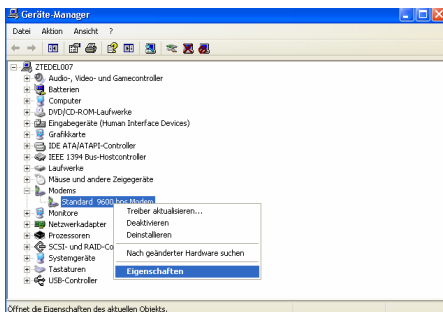 Geräte-Manager
Datei Aktion Ansicht ?
ZTEDEL007
Audio-, Video- und Gamecontroller
Batterien
Computer
DVD/CD-ROM-Laufwerke
Eingabegeräte (Human Interface Devices)
Grafikkarte
IDE ATA/ATAPI-Controller
IEEE 1394 Bus-Hostcontroller
Laufwerke
Mäuse und andere Zeigegeräte
Modems
Standard 9600 bps Modem
Treiber aktualisieren...
Monitore
Deaktivieren
Netzwerkadapter
Deinstallieren
Prozessoren
SCSI- und RAID-Co
Nach geänderter Hardware suchen
Systemgeräte
Tastaturen
Eigenschaften
USB-Controller
Öffnet die Eigenschaften des aktuellen Objekts.